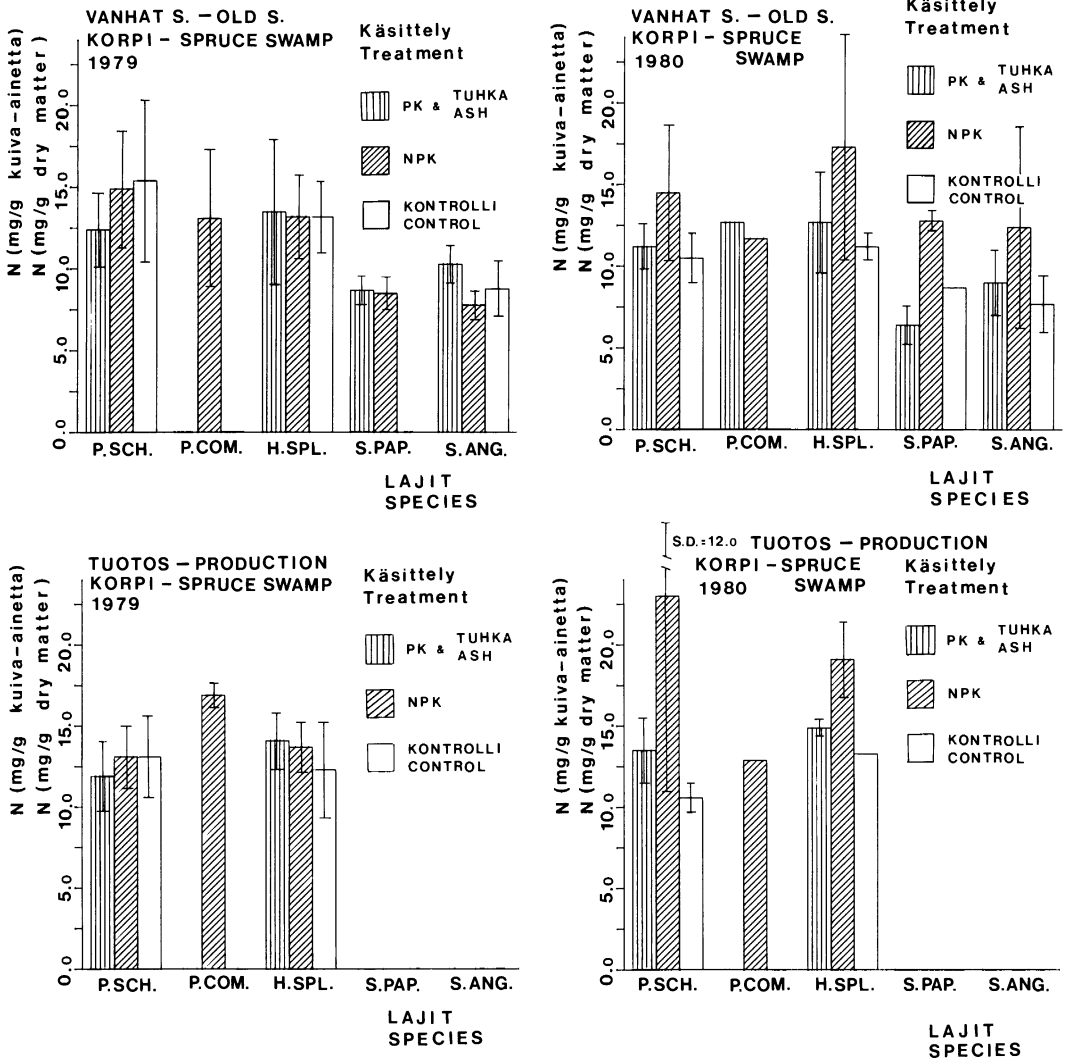 VANHAT S. – OLD S.
KORPI – SPRUCE SWAMP
1979
Käsittely
Treatment
PK & TUHKA
ASH
NPK
KONTROLLI
CONTROL
N (mg/g kuiva-ainetta)
N (mg/g dry matter)
20.0
15.0
10.0
5.0
0.0
P.SCH. P.COM. H.SPL. S.PAP. S.ANG.
LAJIT
SPECIES
VANHAT S. – OLD S.
KORPI – SPRUCE
1980 SWAMP
Käsittely
Treatment
PK & TUHKA
ASH
NPK
KONTROLLI
CONTROL
N (mg/g kuiva-ainetta)
N (mg/g dry matter)
20.0
15.0
10.0
5.0
0.0
P.SCH. P.COM. H.SPL. S.PAP. S.ANG.
LAJIT
SPECIES
TUOTOS – PRODUCTION
KORPI – SPRUCE SWAMP
1979
Käsittely
Treatment
PK & TUHKA
ASH
NPK
KONTROLLI
CONTROL
N (mg/g kuiva-ainetta)
N (mg/g dry matter)
20.0
15.0
10.0
5.0
0.0
P.SCH. P.COM. H.SPL. S.PAP. S.ANG.
LAJIT
SPECIES
S.D.=12.0 TUOTOS – PRODUCTION
KORPI – SPRUCE
1980 SWAMP
Käsittely
Treatment
PK & TUHKA
ASH
NPK
KONTROLLI
CONTROL
N (mg/g kuiva-ainetta)
N (mg/g dry matter)
20.0
15.0
10.0
5.0
0.0
P.SCH. P.COM. H.SPL. S.PAP. S.ANG.
LAJIT
SPECIES